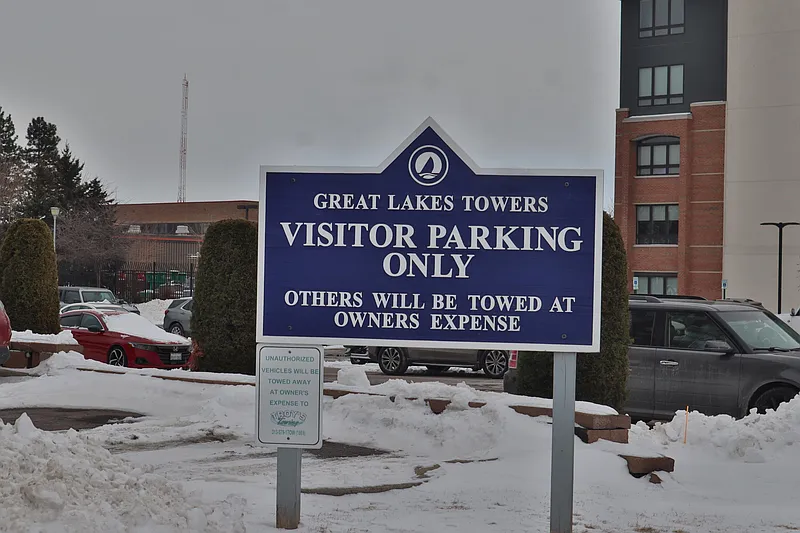 GREAT LAKES TOWERS
VISITOR PARKING
ONLY
OTHERS WILL BE TOWED AT
OWNERS EXPENSE
UNAUTHORIZED
VEHICLES WILL BE
TOWED AWAY
AT OWNER'S
EXPENSE TO